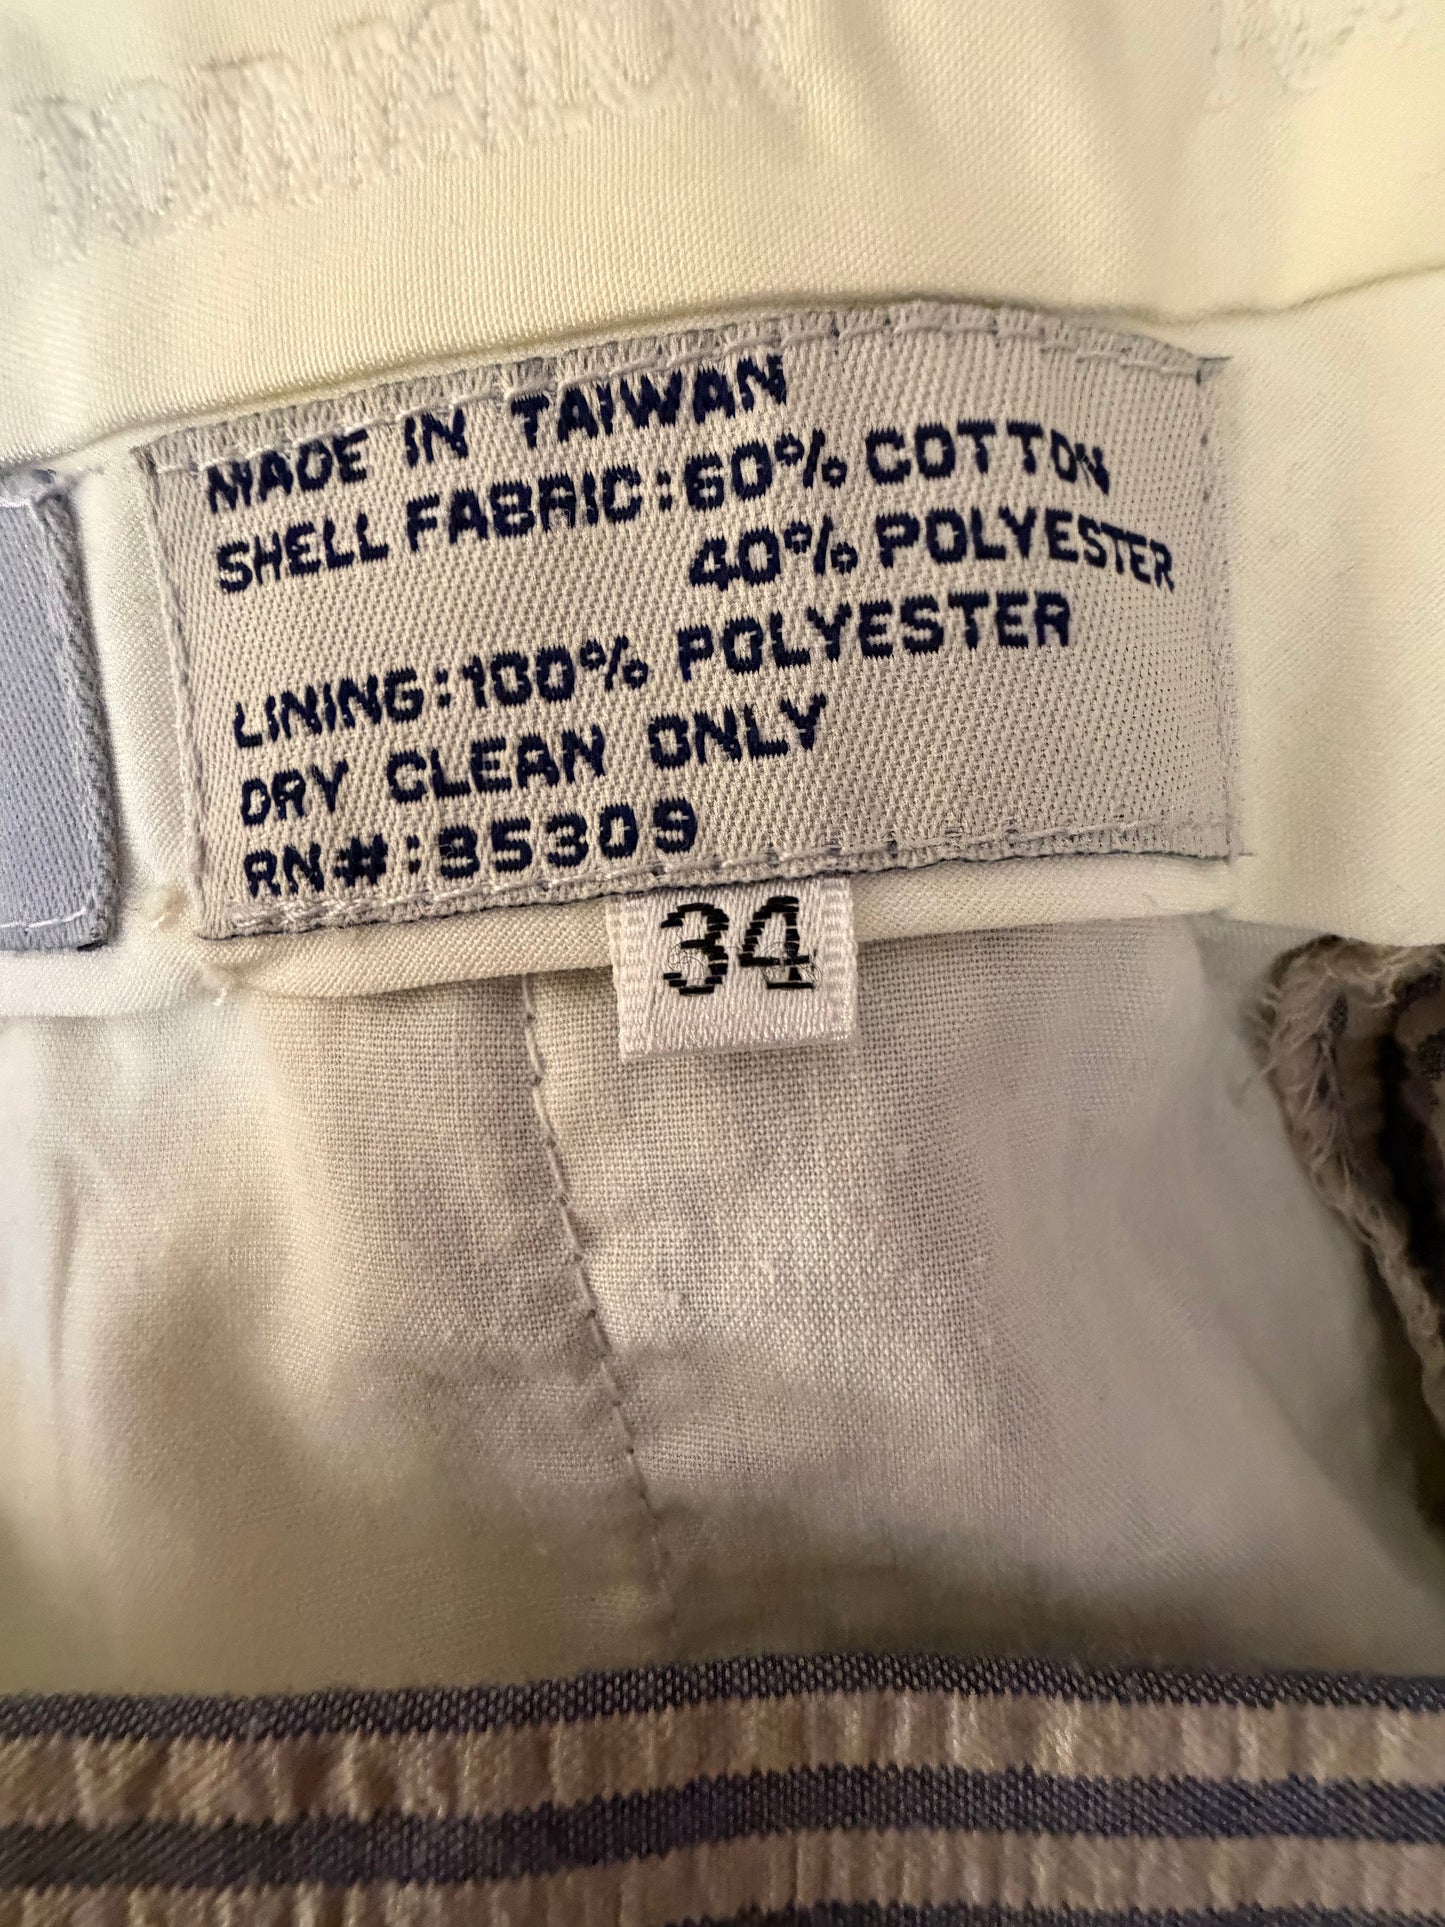 MADE IN TAIWAN
SHELL FABRIC:60% COTTON
40% POLYESTER
LINING:100% POLYESTER
DRY CLEAN ONLY
RN#:85309
34